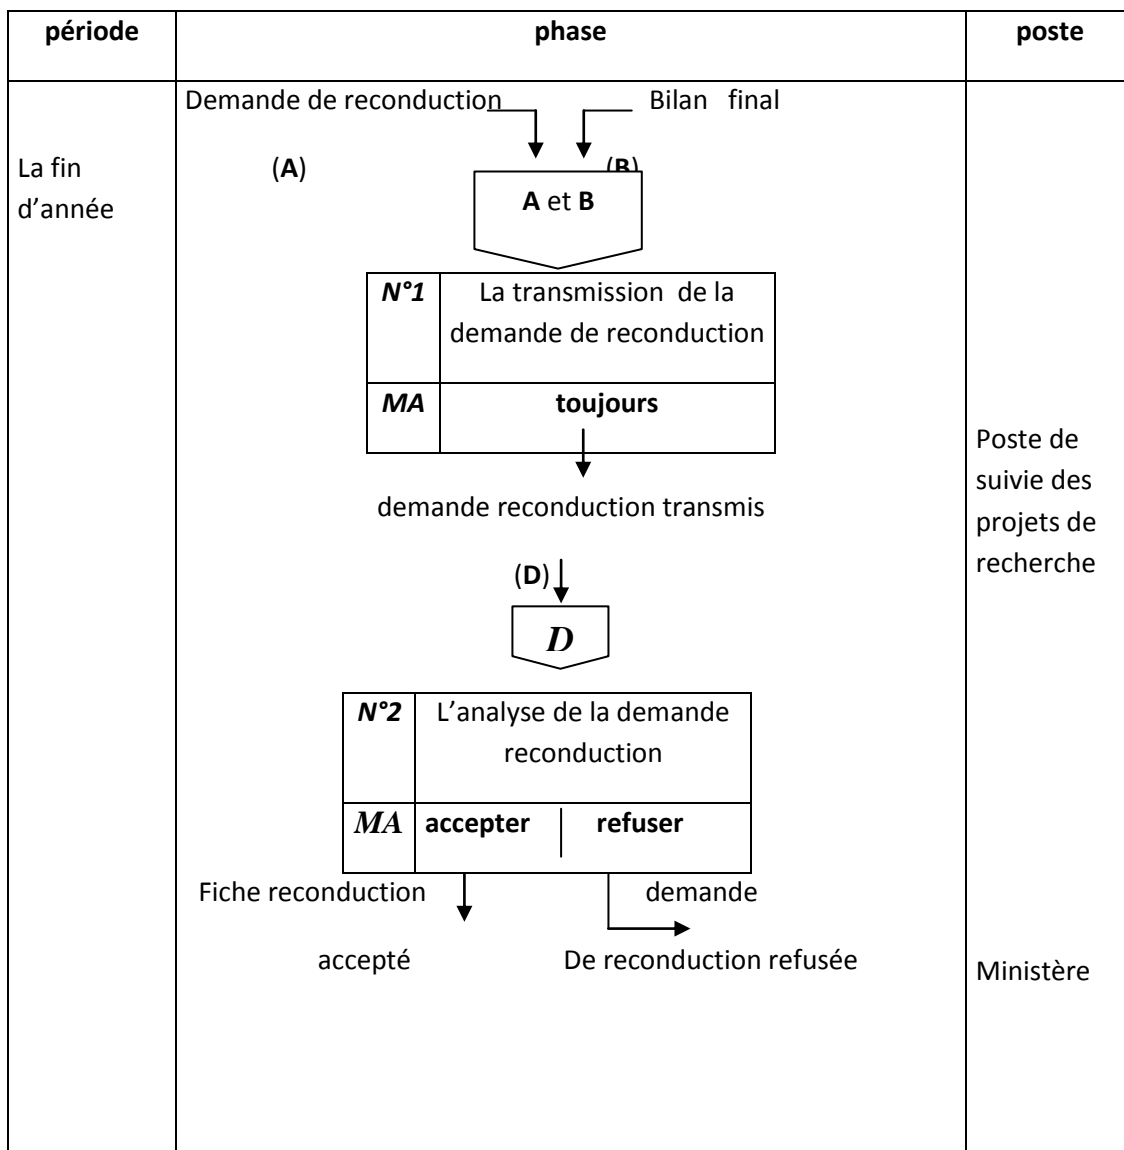 période phase poste
Demande de reconduction Bilan final
La fin
d’année
(A) (B)
A et B
N°1 La transmission de la
demande de reconduction
MA toujours
Poste de
suivie des
projets de
recherche
demande reconduction transmis
(D)
D
N°2 L’analyse de la demande
reconduction
MA accepter refuser
Fiche reconduction demande
accepté De reconduction refusée
Ministère